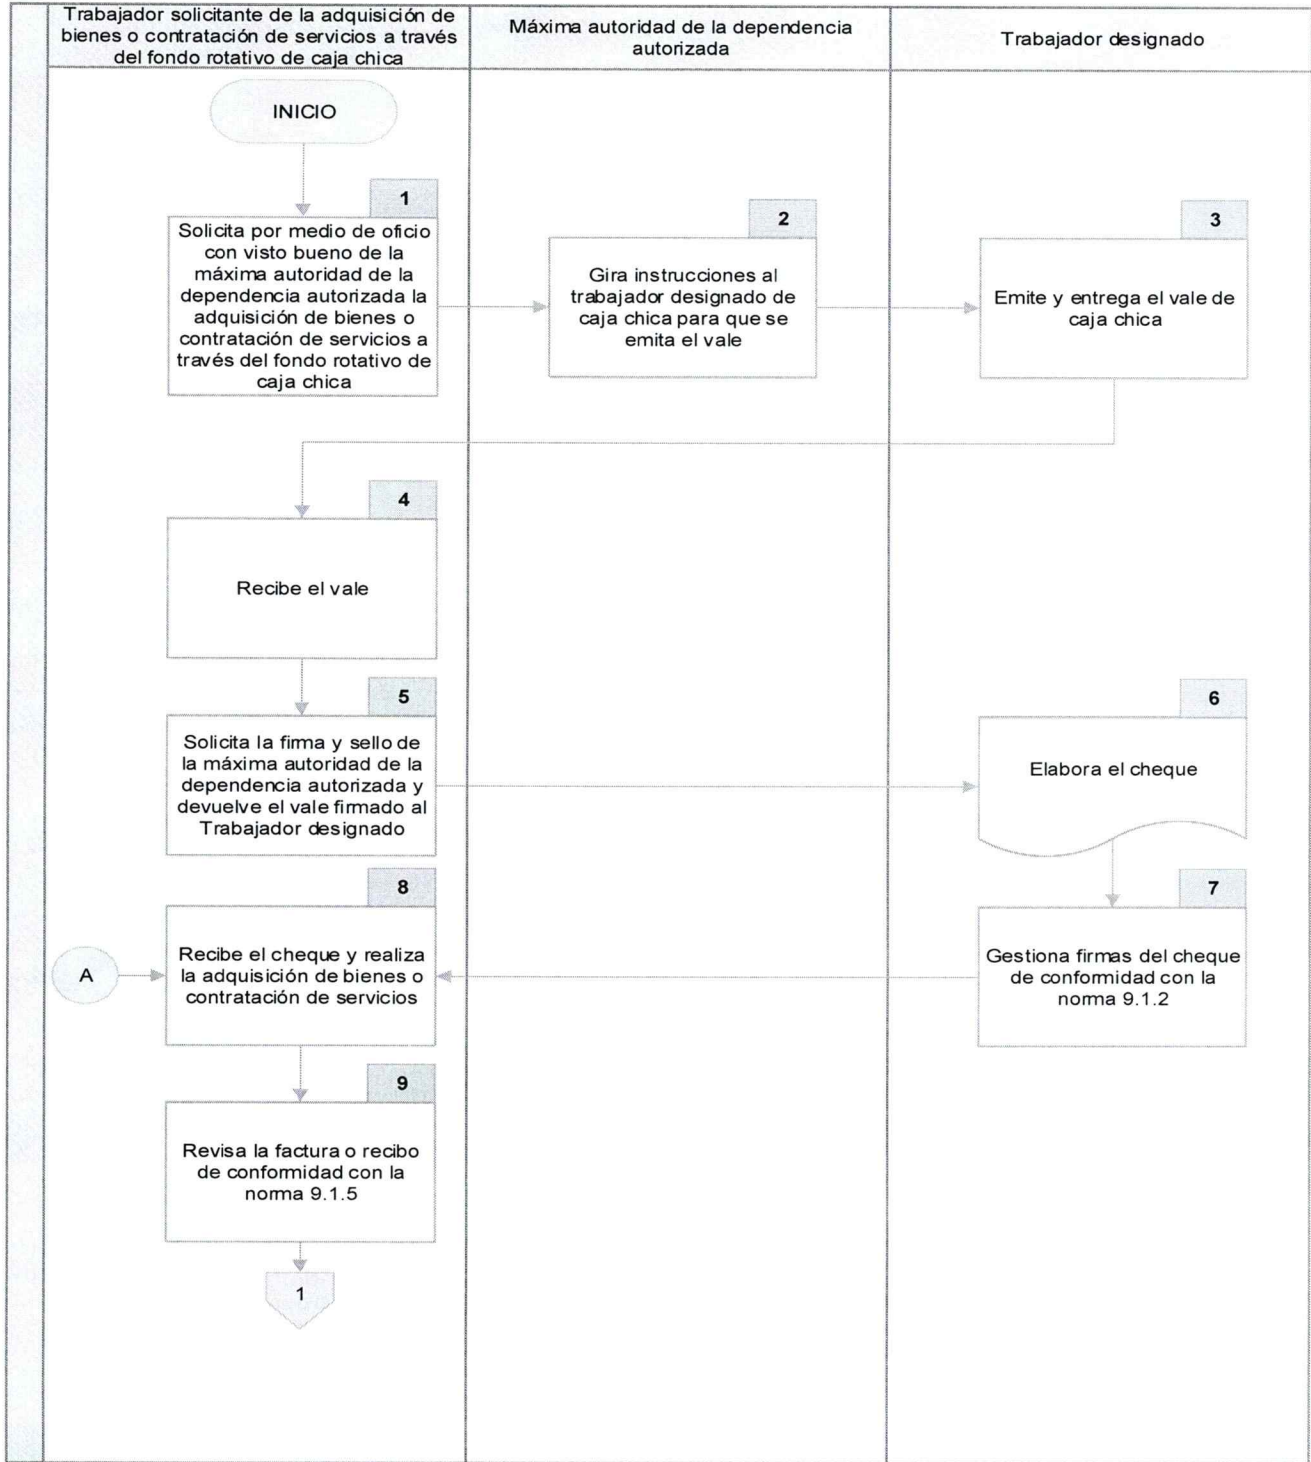 Trabajador solicitante de la adquisición de
bienes o contratación de servicios a través
del fondo rotativo de caja chica
Máxima autoridad de la dependencia
autorizada
Trabajador designado
INICIO
1
Solicita por medio de oficio
con visto bueno de la
máxima autoridad de la
dependencia autorizada la
adquisición de bienes o
contratación de servicios a
través del fondo rotativo de
caja chica
2
Gira instrucciones al
trabajador designado de
caja chica para que se
emita el vale
3
Emite y entrega el vale de
caja chica
4
Recibe el vale
5
Solicita la firma y sello de
la máxima autoridad de la
dependencia autorizada y
devuelve el vale firmado al
Trabajador designado
6
Elabora el cheque
7
Gestiona firmas del cheque
de conformidad con la
norma 9.1.2
8
A
Recibe el cheque y realiza
la adquisición de bienes o
contratación de servicios
9
Revisa la factura o recibo
de conformidad con la
norma 9.1.5
1